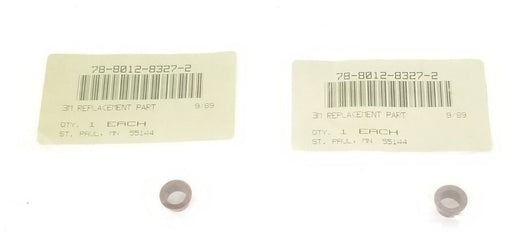 78-8012-8327-2
3M REPLACEMENT PART 9/89
QTY. 1 EACH
ST. PAUL, MN 55144
78-8012-8327-2
3M REPLACEMENT PART 9/89
QTY. 1 EACH
ST. PAUL, MN 55144